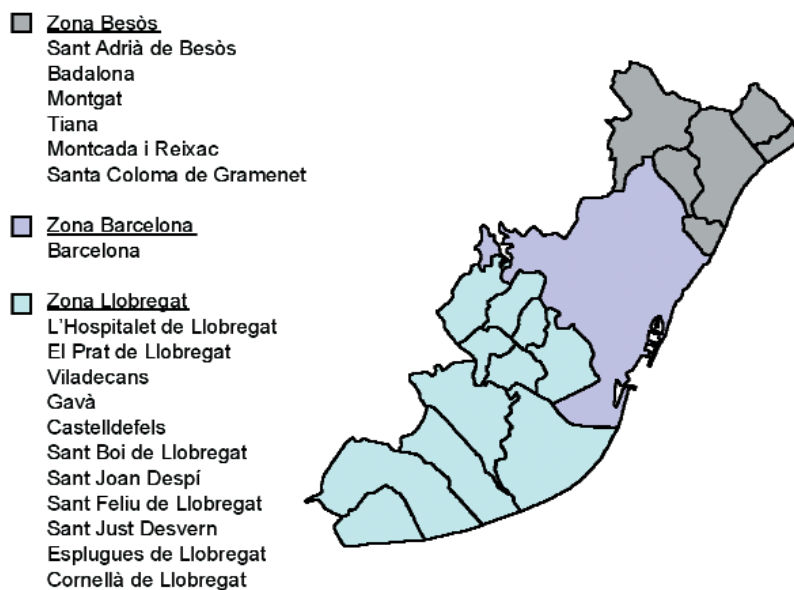 Zona Besòs
Sant Adrià de Besòs
Badalona
Montgat
Tiana
Montcada i Reixac
Santa Coloma de Gramenet
Zona Barcelona
Barcelona
Zona Llobregat
L'Hospitalet de Llobregat
El Prat de Llobregat
Viladecans
Gavà
Castelldefels
Sant Boi de Llobregat
Sant Joan Despí
Sant Feliu de Llobregat
Sant Just Desvern
Esplugues de Llobregat
Cornellà de Llobregat